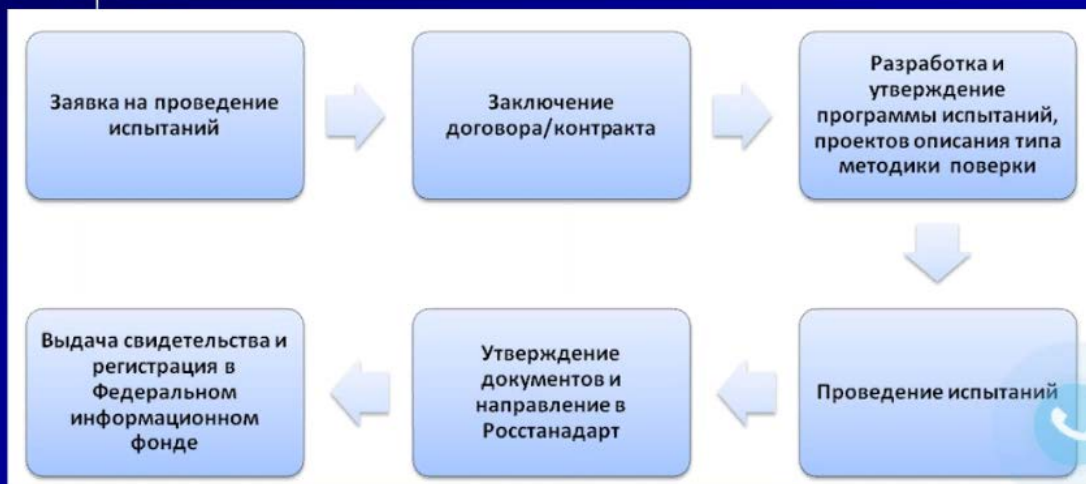 Заявка на проведение
испытаний
Заключение
договора/контракта
Разработка и
утверждение
программы испытаний,
проектов описания типа
методики поверки
Проведение испытаний
Утверждение
документов и
направление в
Росстанадарт
Выдача свидетельства и
регистрация в
Федеральном
информационном
фонде